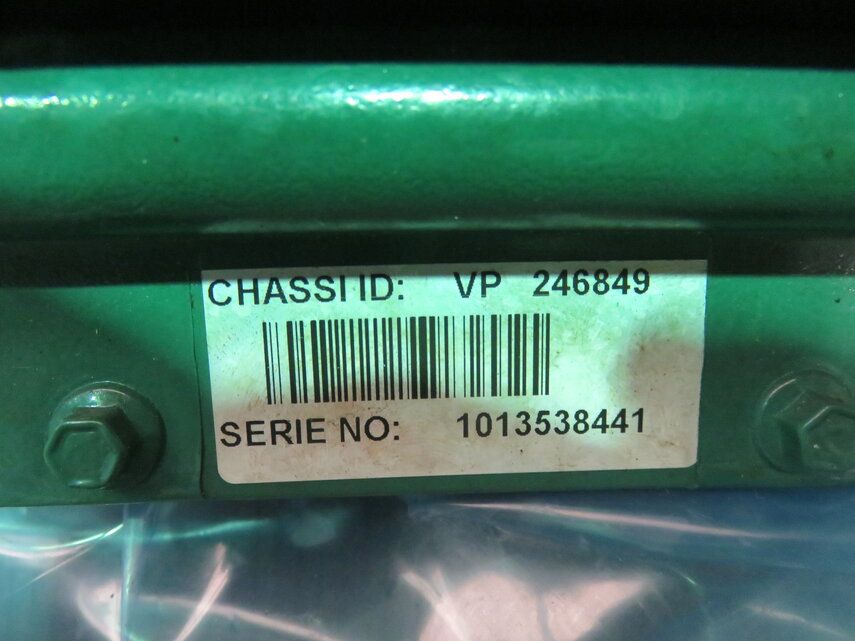 CHASSI ID: VP 246849
SERIE NO: 1013538441